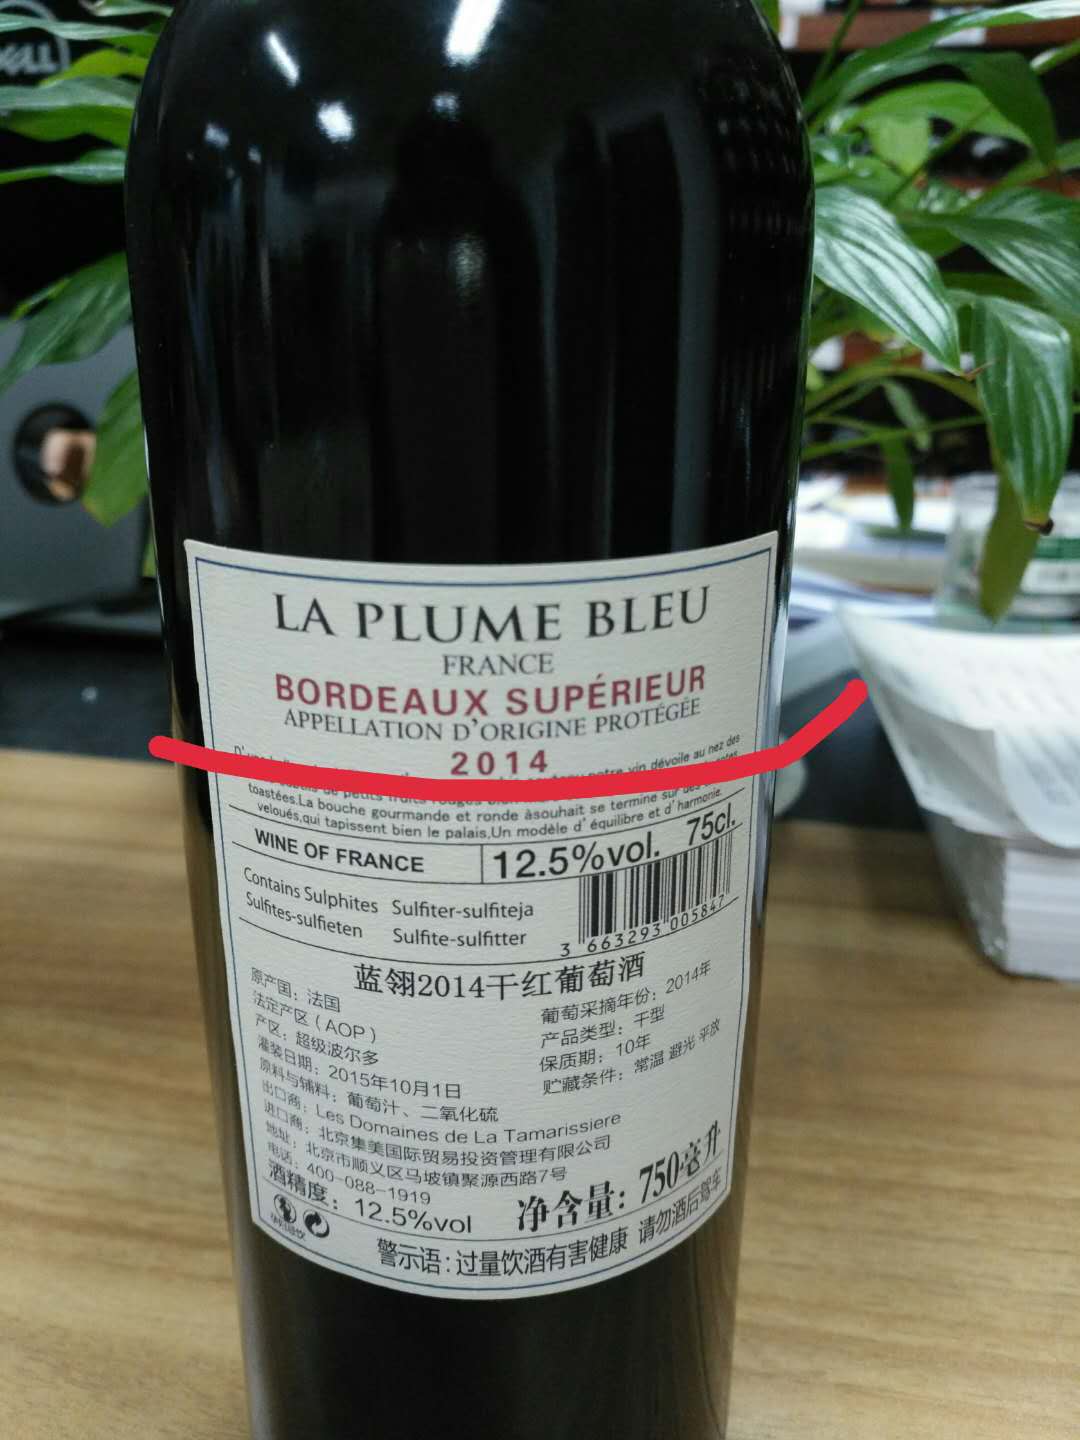 LA PLUME BLEU
FRANCE
BORDEAUX SUPÉRIEUR
APPELLATION D'ORIGINE PROTÉGÉE
2014
D'une notre vin dévoile au nez des
de petits fruits rouges
toastées.La bouche gourmande et ronde àsouhait se termine sur des
veloués,qui tapissent bien le palais.Un modèle d'équilibre et d'harmonie.
WINE OF FRANCE
12.5%vol. 75cl.
Contains Sulphites Sulfiter-sulfiteja
Sulfites-sulfieten Sulfite-sulfitter
3 663293 005847
蓝翎2014干红葡萄酒
原产国：法国
法定产区（AOP）
产区：超级波尔多
灌装日期：2015年10月1日
葡萄采摘年份：2014年
产品类型：干型
保质期：10年
贮藏条件：常温 避光 平放
原料与辅料：葡萄汁、二氧化硫
出口商：Les Domaines de La Tamarissiere
进口商：北京集美国际贸易投资管理有限公司
地址：北京市顺义区马坡镇聚源西路7号
电话：400-088-1919
酒精度：12.5%vol
净含量：750毫升
警示语：过量饮酒有害健康 请勿酒后驾车